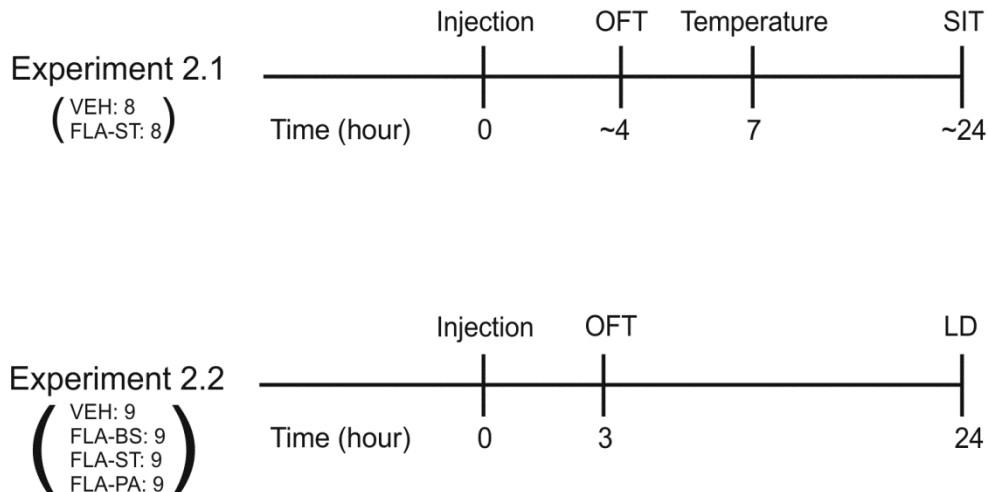 Injection OFT Temperature SIT
Experiment 2.1
(VEH: 8
FLA-ST: 8)
Time (hour) 0 ~4 7 ~24
Injection OFT LD
Experiment 2.2
(VEH: 9
FLA-BS: 9
FLA-ST: 9
FLA-PA: 9)
Time (hour) 0 3 24